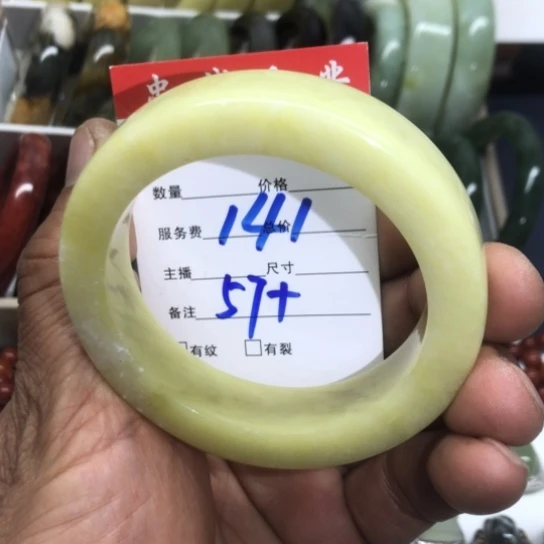 数量 价格
服务费 141 总价
主播 尺寸
57+
备注
有纹 有裂